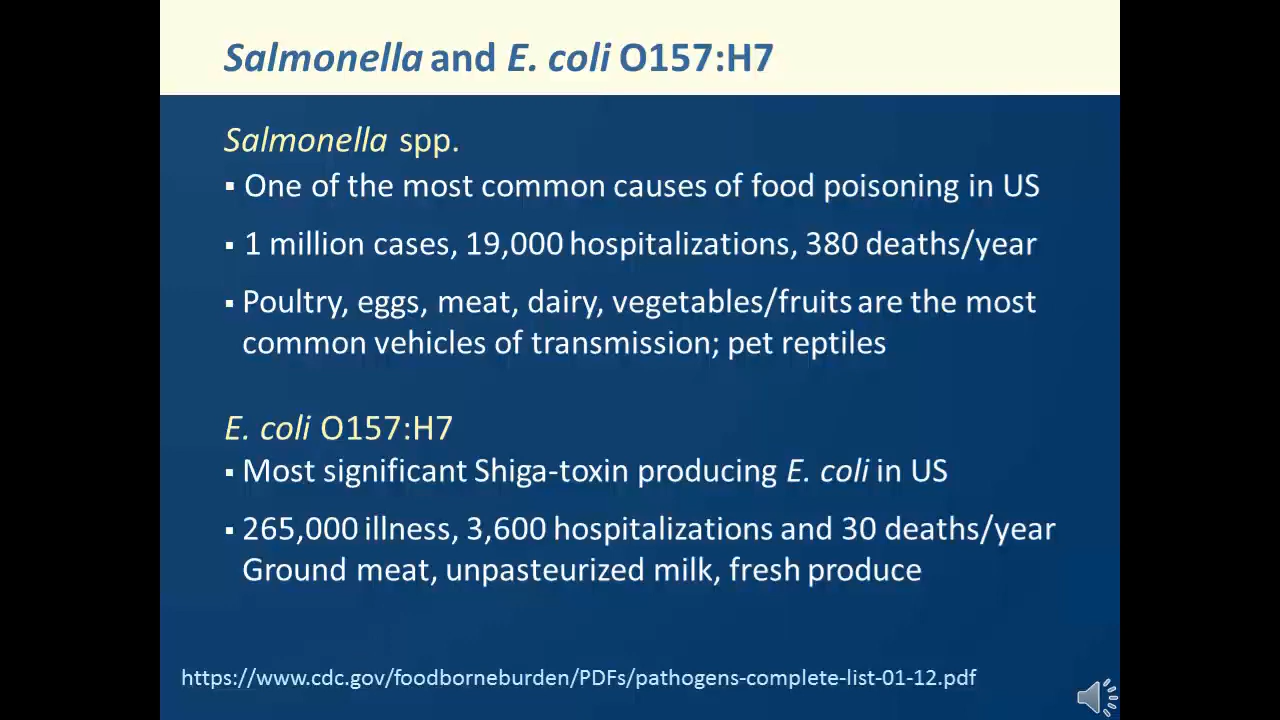 Salmonella and E. coli O157:H7
Salmonella spp.
▪ One of the most common causes of food poisoning in US
▪ 1 million cases, 19,000 hospitalizations, 380 deaths/year
▪ Poultry, eggs, meat, dairy, vegetables/fruits are the most
common vehicles of transmission; pet reptiles
E. coli O157:H7
▪ Most significant Shiga-toxin producing E. coli in US
▪ 265,000 illness, 3,600 hospitalizations and 30 deaths/year
Ground meat, unpasteurized milk, fresh produce
https://www.cdc.gov/foodborneburden/PDFs/pathogens-complete-list-01-12.pdf